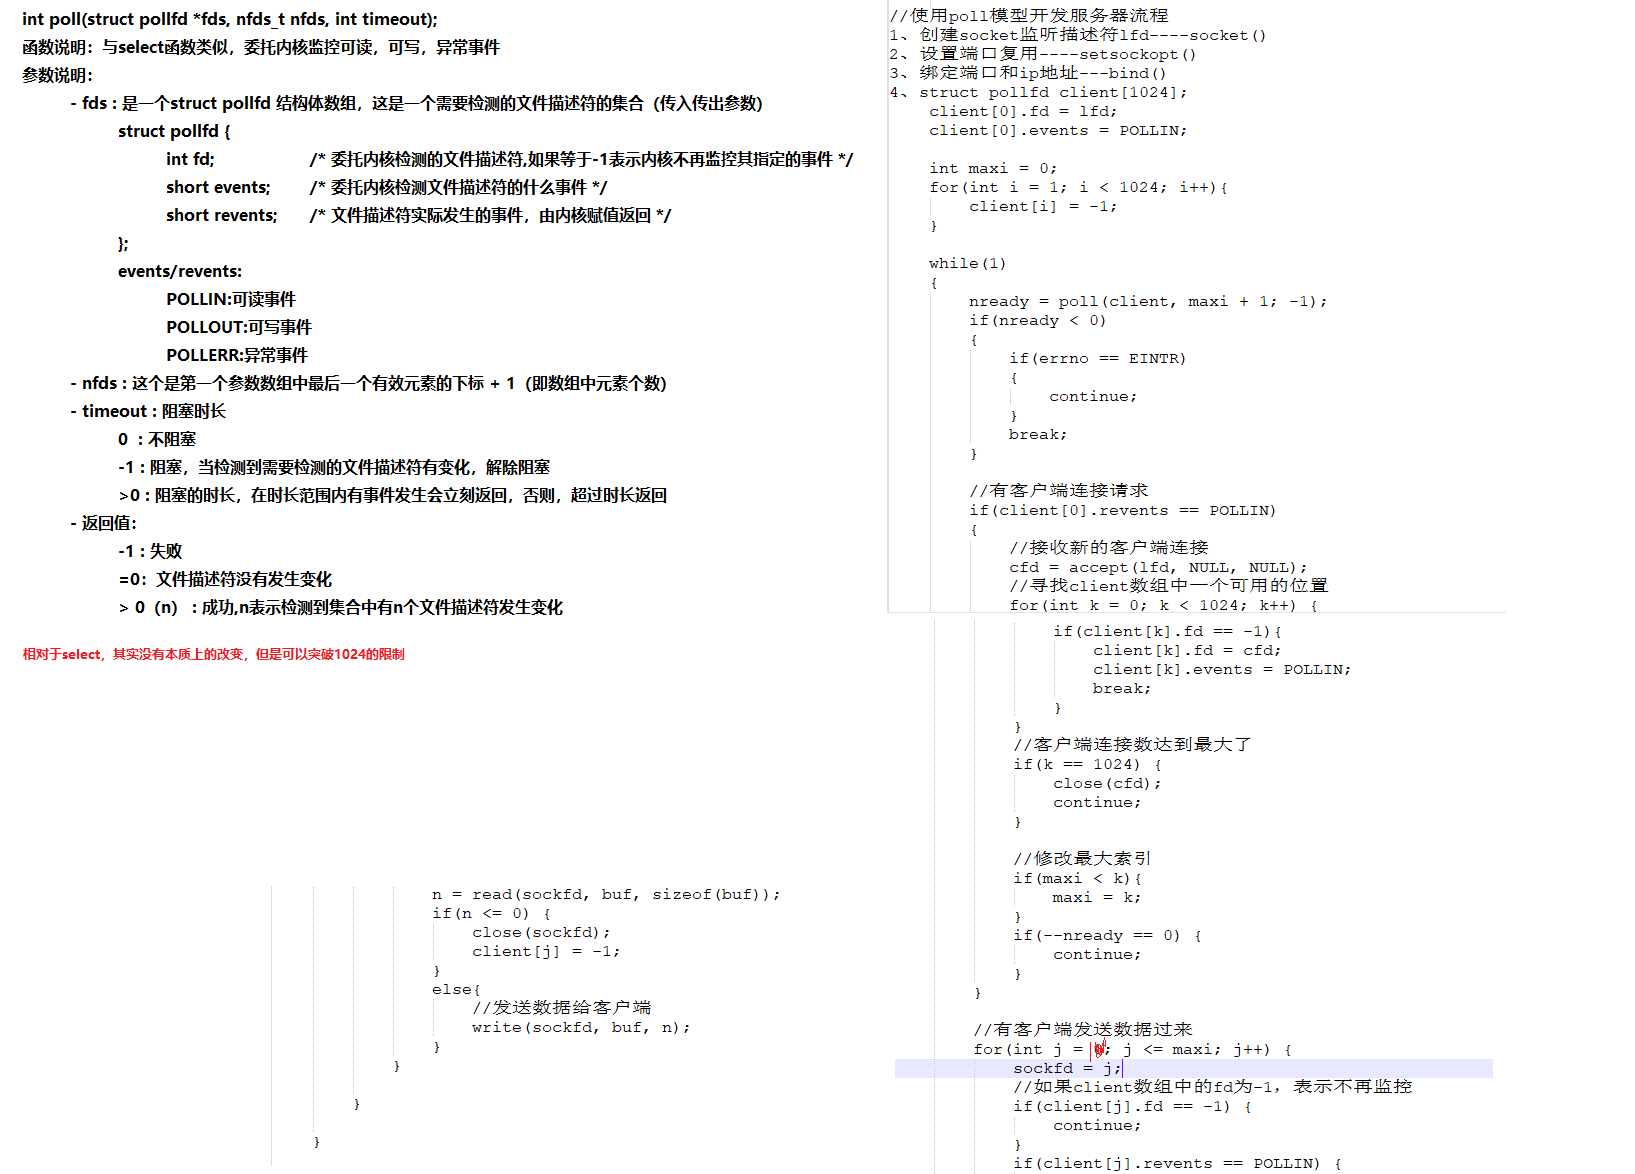 int poll(struct pollfd *fds, nfds_t nfds, int timeout);
函数说明：与select函数类似，委托内核监控可读，可写，异常事件
参数说明：
- fds : 是一个struct pollfd 结构体数组，这是一个需要检测的文件描述符的集合（传入传出参数）
struct pollfd {
int fd; /* 委托内核检测的文件描述符,如果等于-1表示内核不再监控其指定的事件 */
short events; /* 委托内核检测文件描述符的什么事件 */
short revents; /* 文件描述符实际发生的事件，由内核赋值返回 */
};
events/revents:
POLLIN:可读事件
POLLOUT:可写事件
POLLERR:异常事件
- nfds : 这个是第一个参数数组中最后一个有效元素的下标 + 1（即数组中元素个数）
- timeout : 阻塞时长
0 : 不阻塞
-1 : 阻塞，当检测到需要检测的文件描述符有变化，解除阻塞
>0 : 阻塞的时长，在时长范围内有事件发生会立刻返回，否则，超过时长返回
- 返回值：
-1 : 失败
=0：文件描述符没有发生变化
> 0（n）: 成功,n表示检测到集合中有n个文件描述符发生变化
相对于select，其实没有本质上的改变，但是可以突破1024的限制
//使用poll模型开发服务器流程
1、创建socket监听描述符lfd----socket()
2、设置端口复用----setsockopt()
3、绑定端口和ip地址---bind()
4、struct pollfd client[1024];
client[0].fd = lfd;
client[0].events = POLLIN;
int maxi = 0;
for(int i = 1; i < 1024; i++){
client[i] = -1;
}
while(1)
{
nready = poll(client, maxi + 1; -1);
if(nready < 0)
{
if(errno == EINTR)
{
continue;
}
break;
}
//有客户端连接请求
if(client[0].revents == POLLIN)
{
//接收新的客户端连接
cfd = accept(lfd, NULL, NULL);
//寻找client数组中一个可用的位置
for(int k = 0; k < 1024; k++) {
if(client[k].fd == -1){
client[k].fd = cfd;
client[k].events = POLLIN;
break;
}
}
//客户端连接数达到最大了
if(k == 1024) {
close(cfd);
continue;
}
//修改最大索引
if(maxi < k){
maxi = k;
}
if(--nready == 0) {
continue;
}
}
//有客户端发送数据过来
for(int j = ; j <= maxi; j++) {
sockfd = j;
//如果client数组中的fd为-1，表示不再监控
if(client[j].fd == -1) {
continue;
}
if(client[j].revents == POLLIN) {
n = read(sockfd, buf, sizeof(buf));
if(n <= 0) {
close(sockfd);
client[j] = -1;
}
else{
//发送数据给客户端
write(sockfd, buf, n);
}
}
}
}